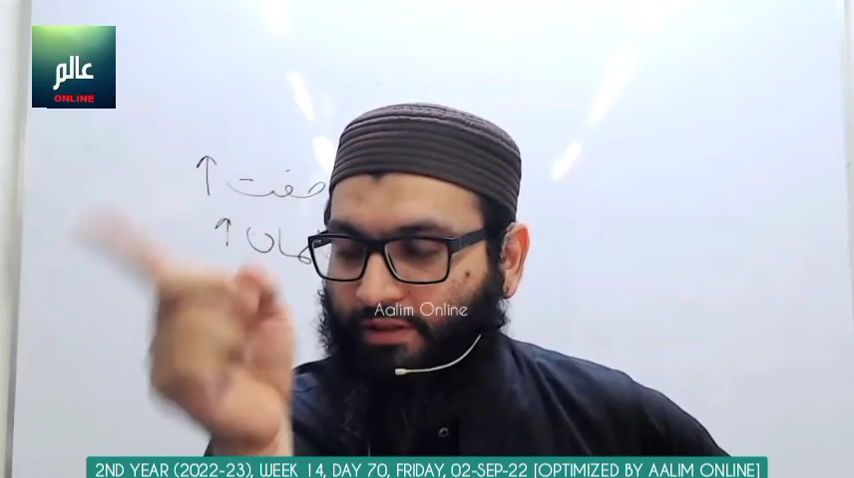 عالم
ONLINE
صفت ↑
↑
Aalim Online
2ND YEAR (2022-23), WEEK 14, DAY 70, FRIDAY, 02-SEP-22 [OPTIMIZED BY AALIM ONLINE]